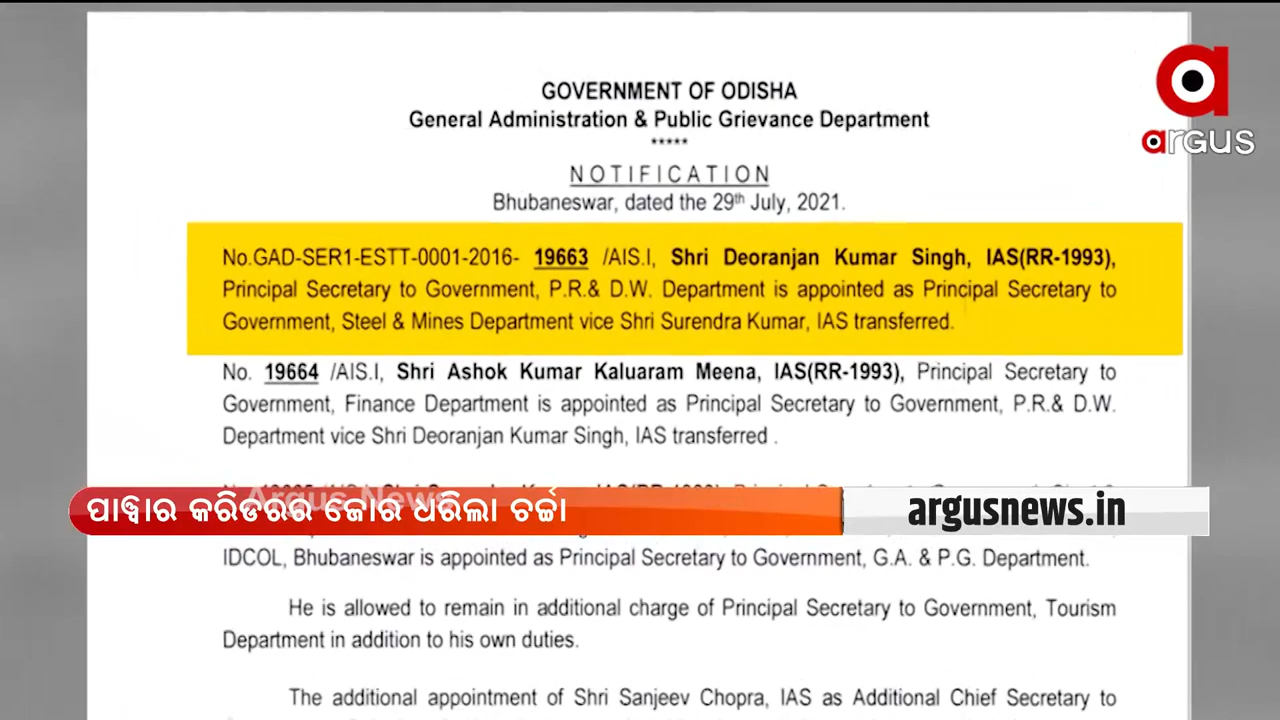 GOVERNMENT OF ODISHA
General Administration & Public Grievance Department
*****
NOTIFICATION
Bhubaneswar, dated the 29th July, 2021.
No.GAD-SER1-ESTT-0001-2016- 19663 /AIS.I, Shri Deoranjan Kumar Singh, IAS(RR-1993),
Principal Secretary to Government, P.R.& D.W. Department is appointed as Principal Secretary to
Government, Steel & Mines Department vice Shri Surendra Kumar, IAS transferred.
No. 19664 /AIS.I, Shri Ashok Kumar Kaluaram Meena, IAS(RR-1993), Principal Secretary to
Government, Finance Department is appointed as Principal Secretary to Government, P.R.& D.W.
Department vice Shri Deoranjan Kumar Singh, IAS transferred .
Argus News
ପାୱାର କରିଡରର ଜୋର ଧରିଲା ଚର୍ଚ୍ଚା
argusnews.in
IDCOL, Bhubaneswar is appointed as Principal Secretary to Government, G.A. & P.G. Department.
He is allowed to remain in additional charge of Principal Secretary to Government, Tourism
Department in addition to his own duties.
The additional appointment of Shri Sanjeev Chopra, IAS as Additional Chief Secretary to
a
argus